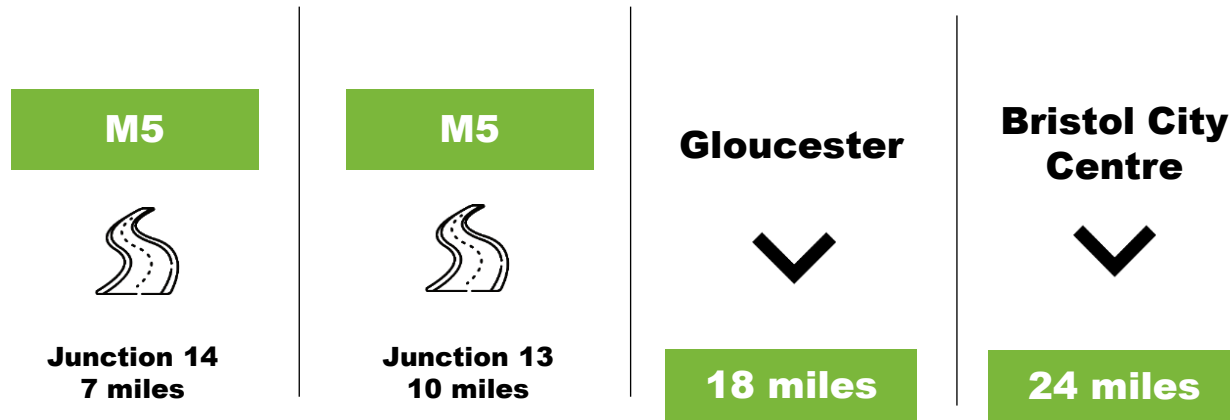 M5
Junction 14
7 miles
M5
Junction 13
10 miles
Gloucester
18 miles
Bristol City
Centre
24 miles